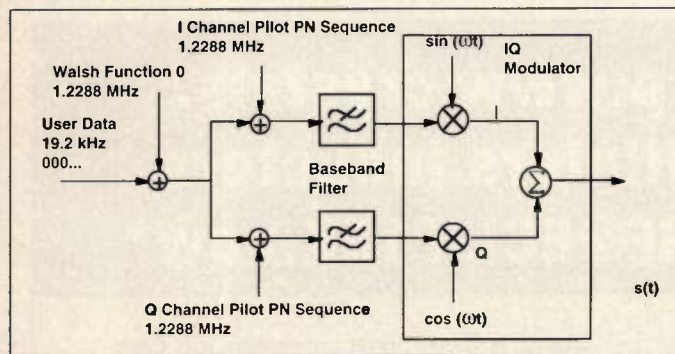 I Channel Pilot PN Sequence
1.2288 MHz
sin (ωt)
IQ
Modulator
Walsh Function 0
1.2288 MHz
I
User Data
19.2 kHz
000...
Baseband
Filter
Σ
Q
Q Channel Pilot PN Sequence
1.2288 MHz
cos (ωt)
s(t)